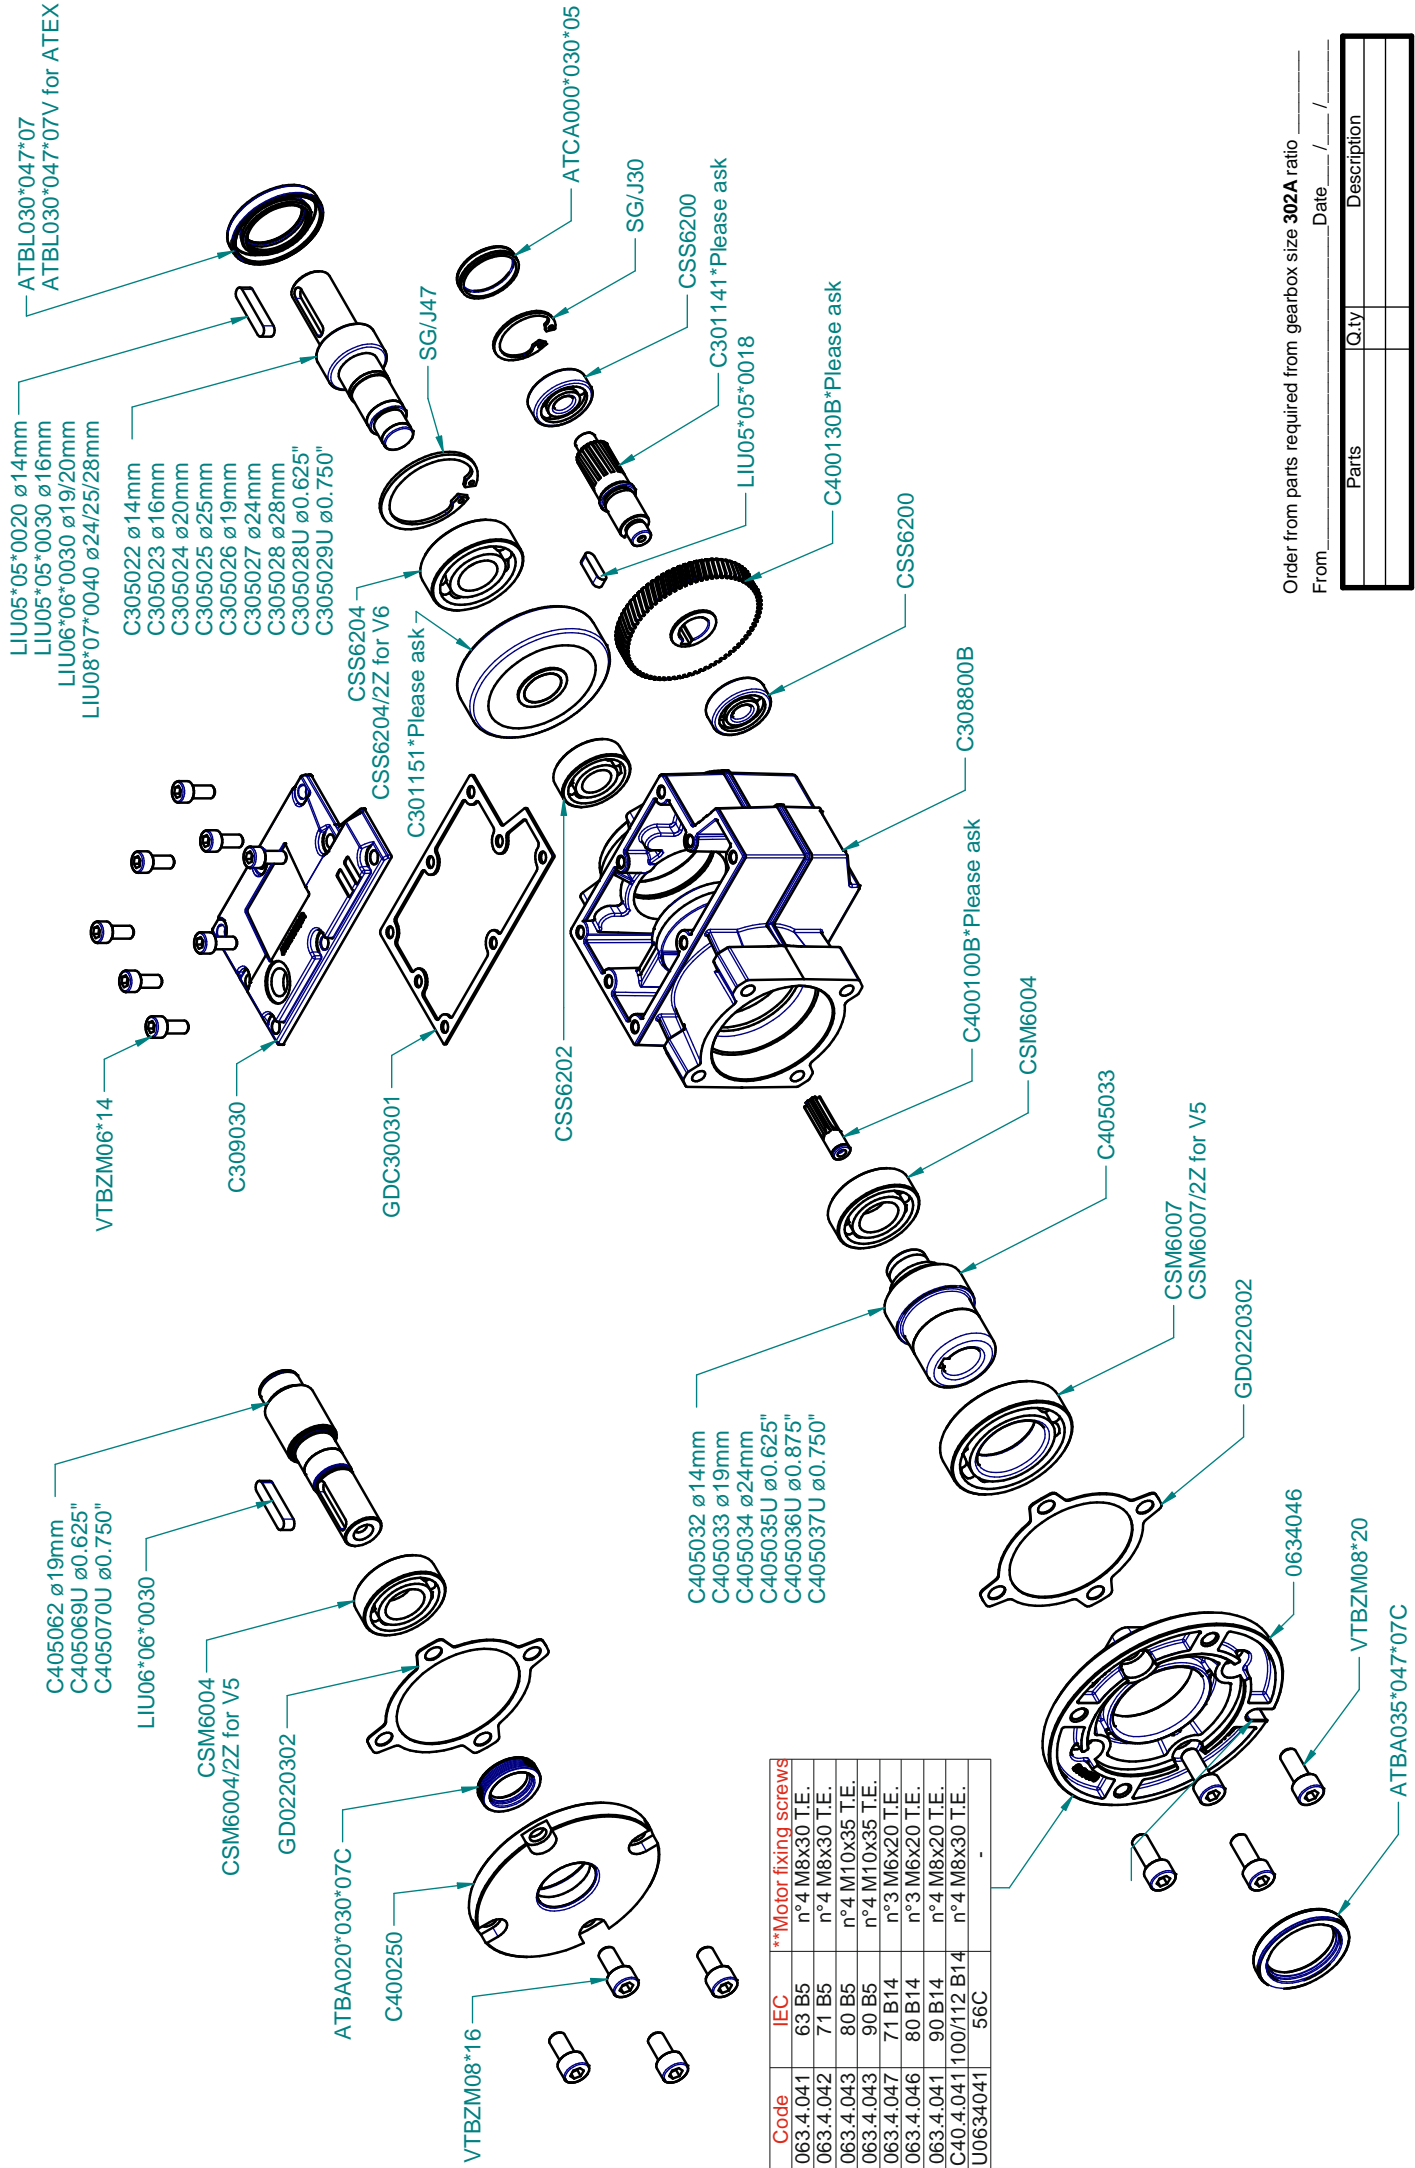 ATBL030*047*07
ATBL030*047*07V for ATEX
LIU05*05*0020 ø14mm
LIU05*05*0030 ø16mm
LIU06*06*0030 ø19/20mm
LIU08*07*0040 ø24/25/28mm
C305022 ø14mm
C305023 ø16mm
C305024 ø20mm
C305025 ø25mm
C305026 ø19mm
C305027 ø24mm
C305028 ø28mm
C305028U ø0.625"
C305029U ø0.750"
SG/J47
CSS6204
CSS6204/2Z for V6
C301151*Please ask
ATCA000*030*05
SG/J30
CSS6200
C301141*Please ask
LIU05*05*0018
C400130B*Please ask
CSS6200
C308800B
VTBZM06*14
C309030
GDC300301
CSS6202
C400100B*Please ask
CSM6004
C405033
CSM6007
CSM6007/2Z for V5
GD0220302
0634046
VTBZM08*20
ATBA035*047*07C
C405032 ø14mm
C405033 ø19mm
C405034 ø24mm
C405035U ø0.625"
C405036U ø0.875"
C405037U ø0.750"
C405062 ø19mm
C405069U ø0.625"
C405070U ø0.750"
LIU06*06*0030
CSM6004
CSM6004/2Z for V5
GD0220302
ATBA020*030*07C
C400250
VTBZM08*16
Code IEC **Motor fixing screws
063.4.041 63 B5 n°4 M8x30 T.E.
063.4.042 71 B5 n°4 M8x30 T.E.
063.4.043 80 B5 n°4 M10x35 T.E.
063.4.043 90 B5 n°4 M10x35 T.E.
063.4.047 71 B14 n°3 M6x20 T.E.
063.4.046 80 B14 n°3 M6x20 T.E.
063.4.041 90 B14 n°4 M8x20 T.E.
C40.4.041 100/112 B14 n°4 M8x30 T.E.
U0634041 56C -
Order from parts required from gearbox size 302A ratio ________
From______________________ Date____/____/____
Parts Q.ty Description